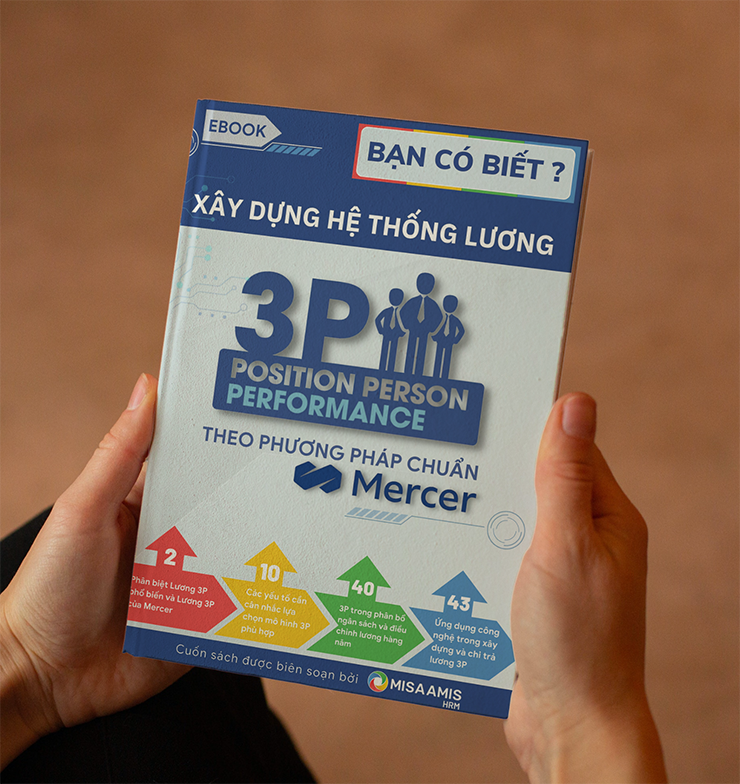 EBOOK
BẠN CÓ BIẾT ?
XÂY DỰNG HỆ THỐNG LƯƠNG
3P
POSITION PERSON
PERFORMANCE
THEO PHƯƠNG PHÁP CHUẨN
Mercer
2
Phân biệt Lương 3P
phổ biến và Lương 3P
của Mercer
10
Các yếu tố cần
cân nhắc lựa
chọn mô hình 3P
phù hợp
40
3P trong phân bổ
ngân sách và điều
chỉnh lương hàng
năm
43
Ứng dụng công
nghệ trong xây
dựng và chi trả
lương 3P
Cuốn sách được biên soạn bởi
MISA AMIS
HRM